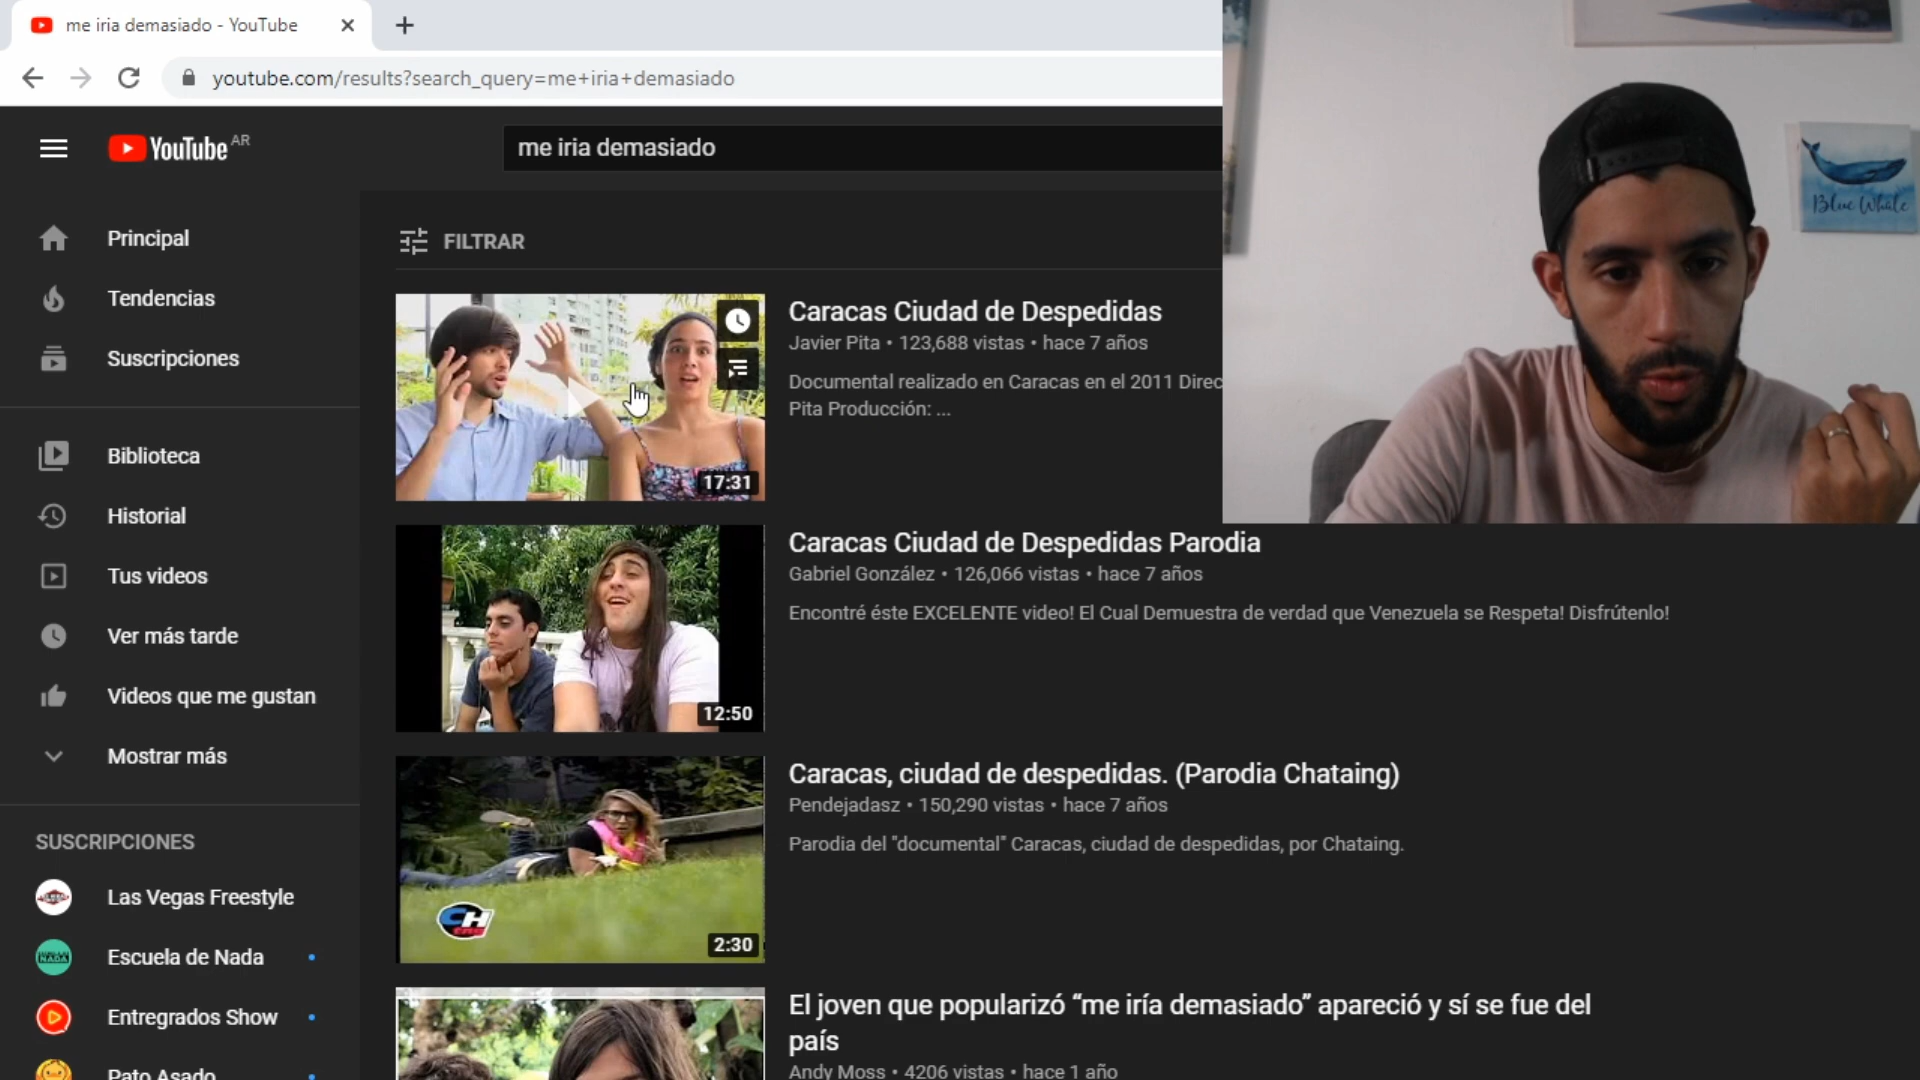 me iria demasiado - YouTube
youtube.com/results?search_query=me+iria+demasiado
YouTube AR
me iria demasiado
Principal
Tendencias
Suscripciones
Biblioteca
Historial
Tus videos
Ver más tarde
Videos que me gustan
Mostrar más
SUSCRIPCIONES
Las Vegas Freestyle
Escuela de Nada
Entregrados Show
Pato Asado
FILTRAR
17:31
Caracas Ciudad de Despedidas
Javier Pita • 123,688 vistas • hace 7 años
Documental realizado en Caracas en el 2011 Direc
Pita Producción: ...
12:50
Caracas Ciudad de Despedidas Parodia
Gabriel González • 126,066 vistas • hace 7 años
Encontré éste EXCELENTE video! El Cual Demuestra de verdad que Venezuela se Respeta! Disfrútenlo!
CH
2:30
Caracas, ciudad de despedidas. (Parodia Chataing)
Pendejadasz • 150,290 vistas • hace 7 años
Parodia del "documental" Caracas, ciudad de despedidas, por Chataing.
El joven que popularizó “me iría demasiado” apareció y sí se fue del
país
Andy Moss • 4206 vistas • hace 1 año
Blue Whale